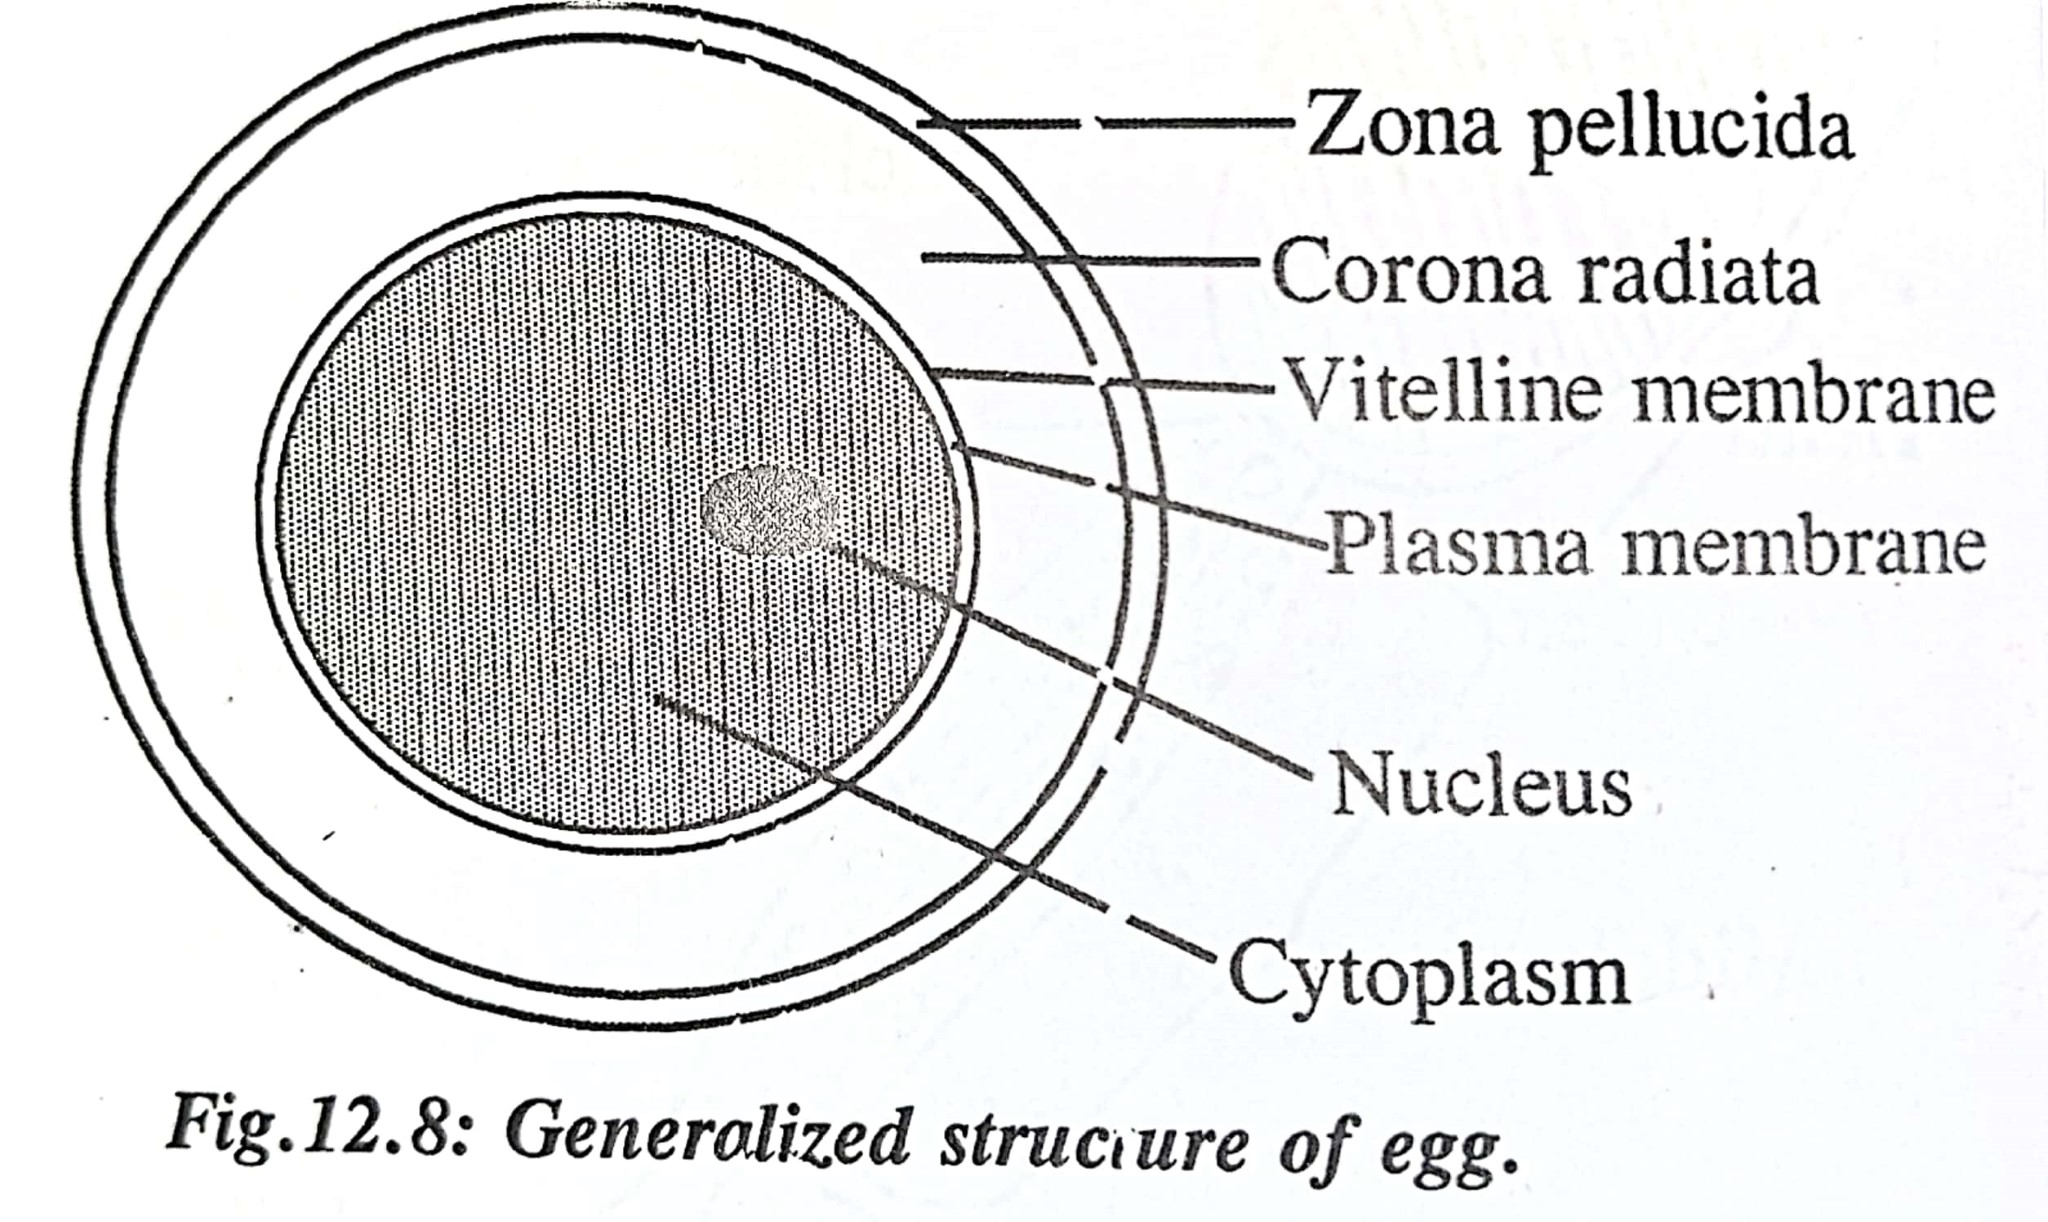 Zona pellucida
Corona radiata
Vitelline membrane
Plasma membrane
Nucleus
Cytoplasm
Fig.12.8: Generalized structure of egg.